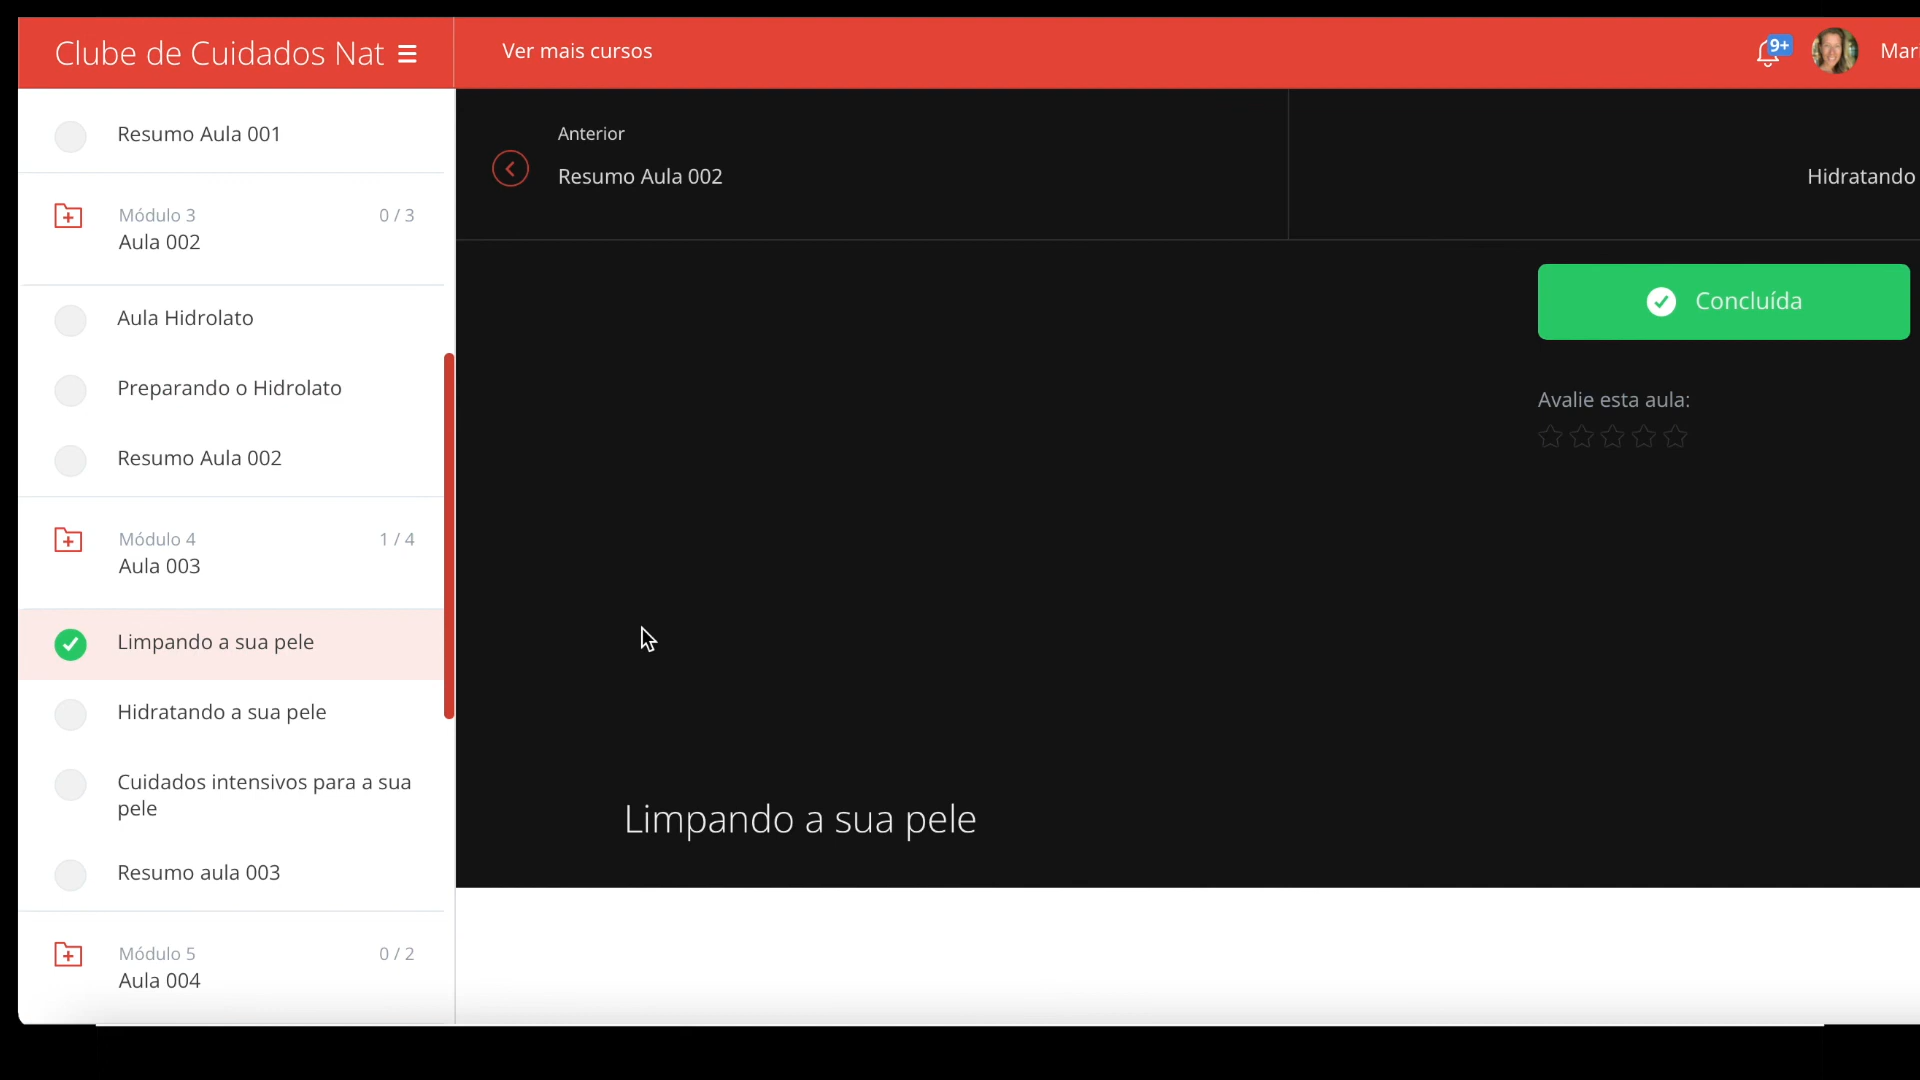 Clube de Cuidados Nat
Ver mais cursos
9+
Resumo Aula 001
Módulo 3
0 / 3
Aula 002
Aula Hidrolato
Preparando o Hidrolato
Resumo Aula 002
Módulo 4
1 / 4
Aula 003
Limpando a sua pele
Hidratando a sua pele
Cuidados intensivos para a sua
pele
Resumo aula 003
Módulo 5
0 / 2
Aula 004
Anterior
Resumo Aula 002
Hidratando
Concluída
Avalie esta aula:
Limpando a sua pele